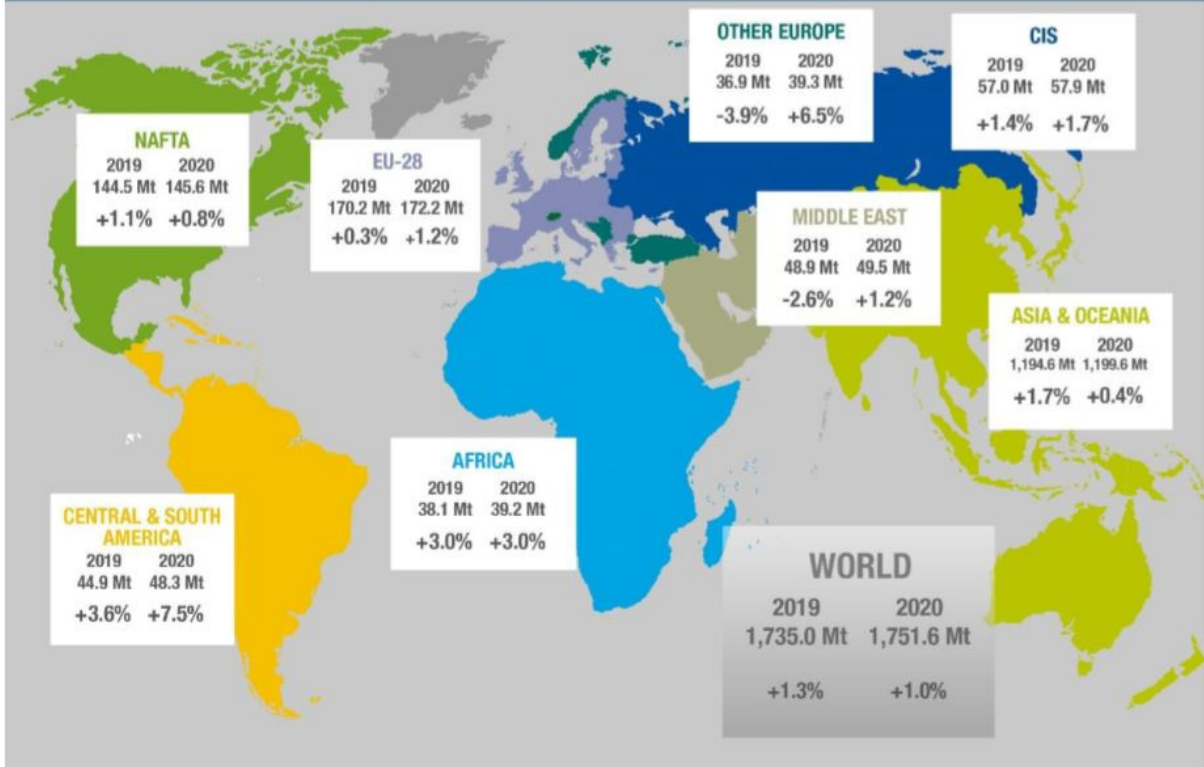 OTHER EUROPE
2019 2020
36.9 Mt 39.3 Mt
-3.9% +6.5%
CIS
2019 2020
57.0 Mt 57.9 Mt
+1.4% +1.7%
NAFTA
2019 2020
144.5 Mt 145.6 Mt
+1.1% +0.8%
EU-28
2019 2020
170.2 Mt 172.2 Mt
+0.3% +1.2%
MIDDLE EAST
2019 2020
48.9 Mt 49.5 Mt
-2.6% +1.2%
ASIA & OCEANIA
2019 2020
1,194.6 Mt 1,199.6 Mt
+1.7% +0.4%
AFRICA
2019 2020
38.1 Mt 39.2 Mt
+3.0% +3.0%
CENTRAL & SOUTH
AMERICA
2019 2020
44.9 Mt 48.3 Mt
+3.6% +7.5%
WORLD
2019 2020
1,735.0 Mt 1,751.6 Mt
+1.3% +1.0%